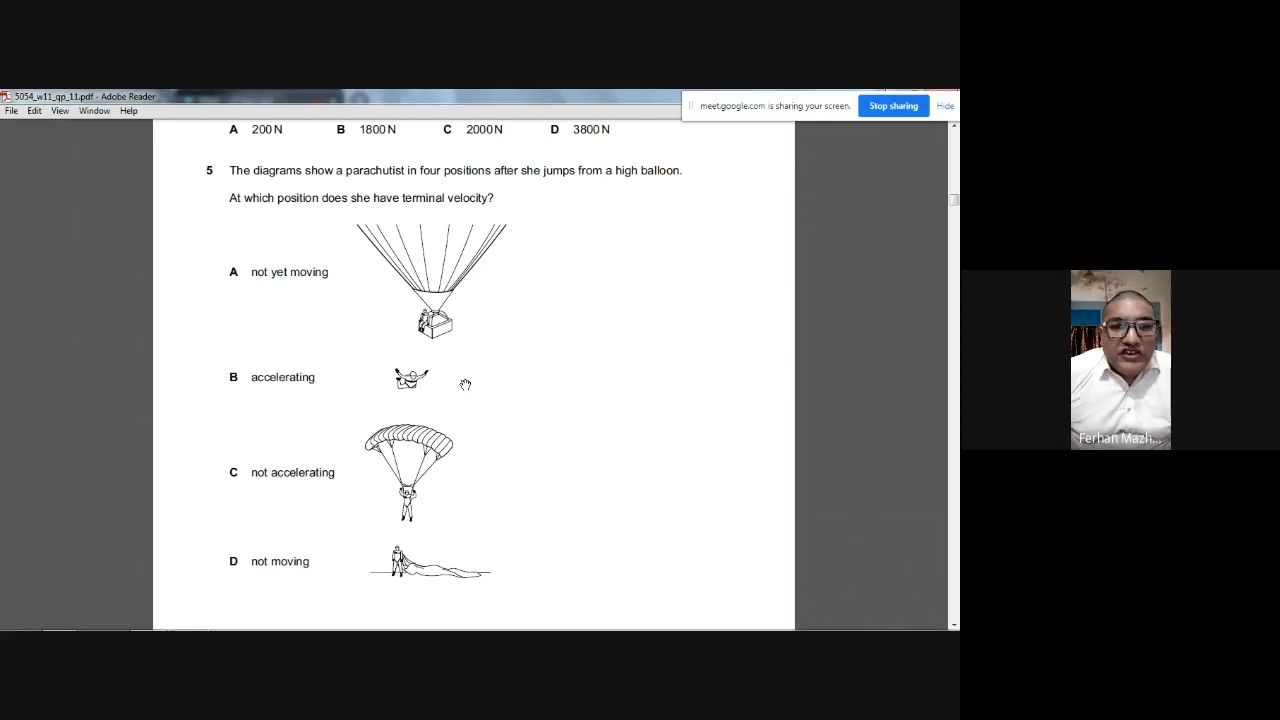 5054_w11_qp_11.pdf - Adobe Reader
File Edit View Window Help
meet.google.com is sharing your screen. Stop sharing Hide
A 200 N B 1800 N C 2000 N D 3800 N
5 The diagrams show a parachutist in four positions after she jumps from a high balloon.
At which position does she have terminal velocity?
A not yet moving
B accelerating
C not accelerating
D not moving
Ferhan Mazh...